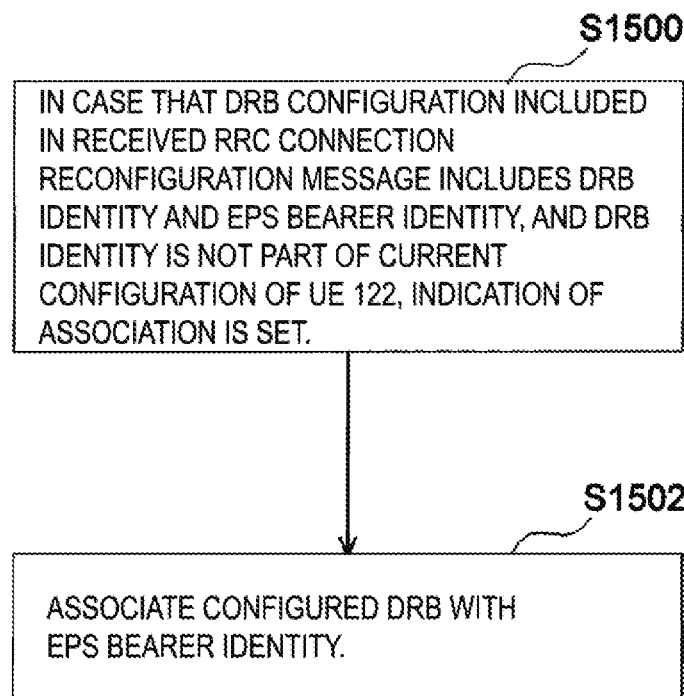 S1500
IN CASE THAT DRB CONFIGURATION INCLUDED
IN RECEIVED RRC CONNECTION
RECONFIGURATION MESSAGE INCLUDES DRB
IDENTITY AND EPS BEARER IDENTITY, AND DRB
IDENTITY IS NOT PART OF CURRENT
CONFIGURATION OF UE 122, INDICATION OF
ASSOCIATION IS SET.
S1502
ASSOCIATE CONFIGURED DRB WITH
EPS BEARER IDENTITY.